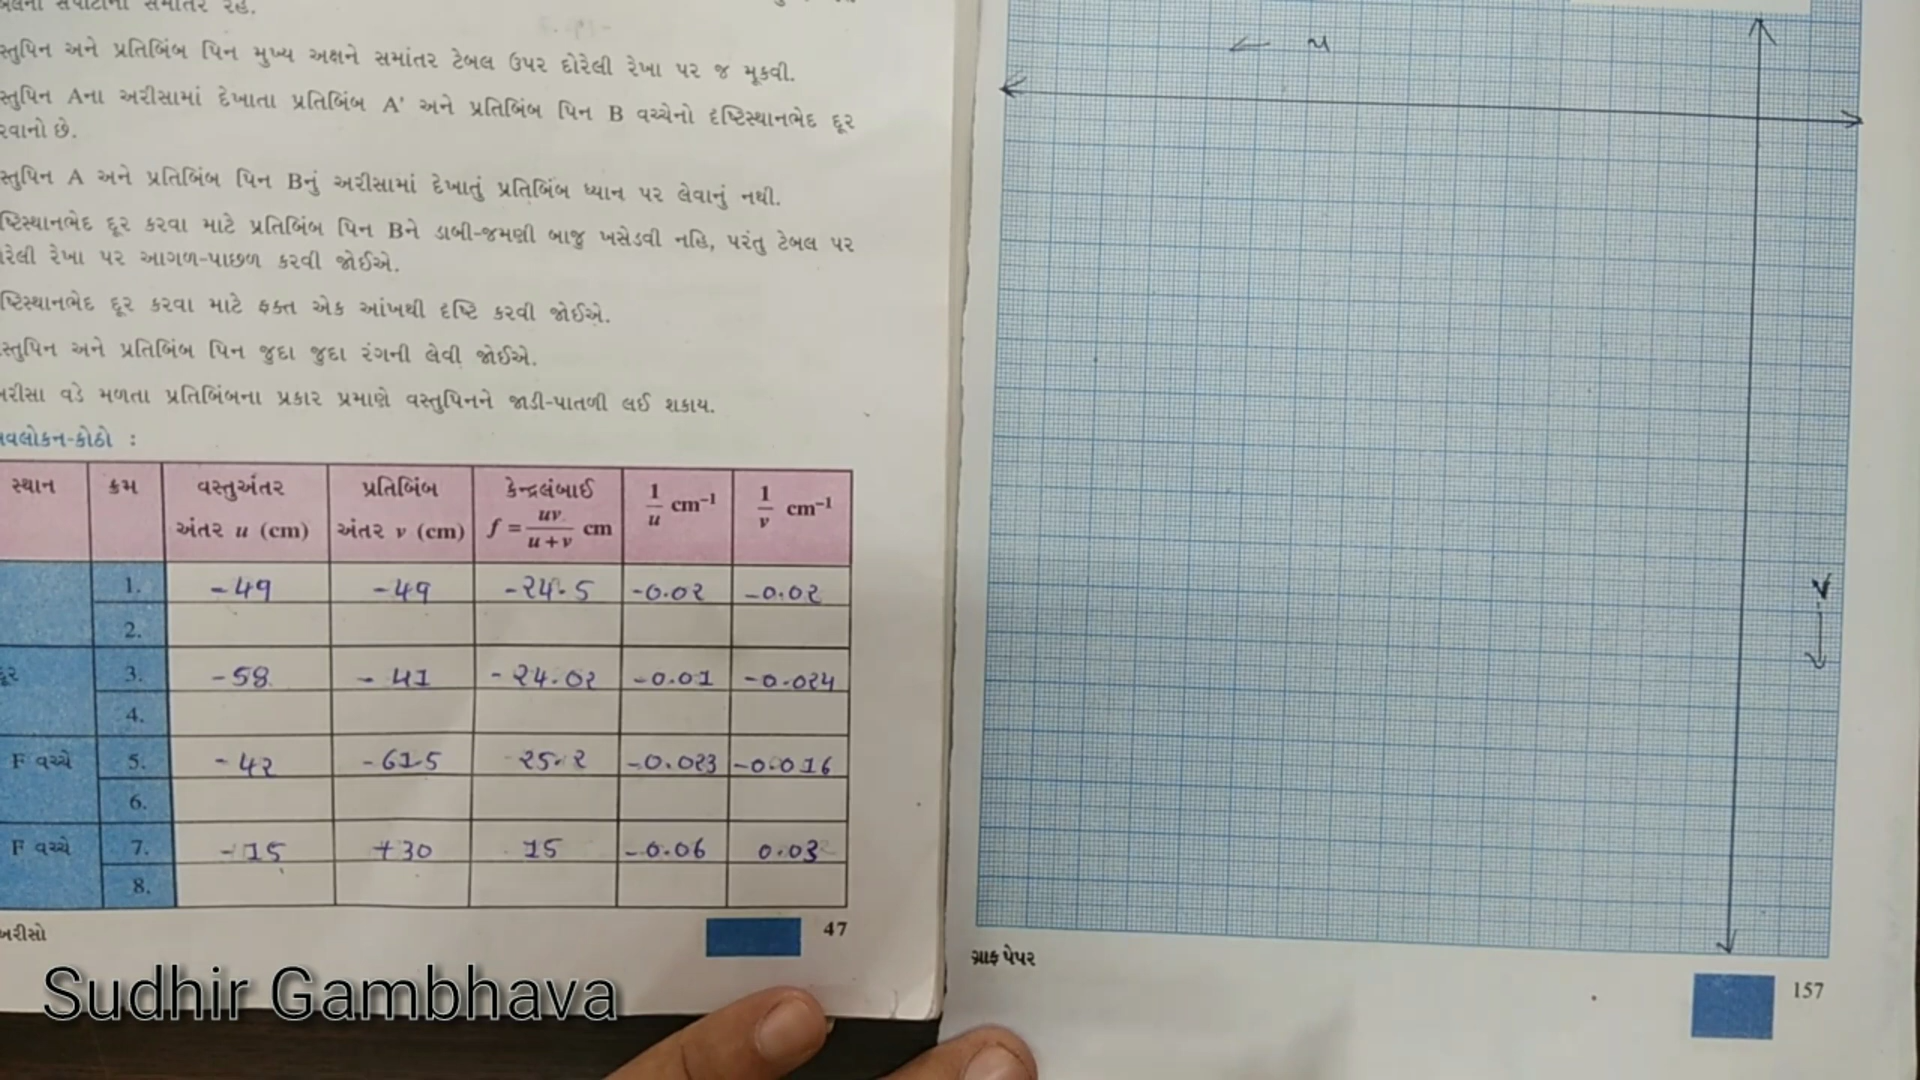 સ્તુપિન અને પ્રતિબિંબ પિન મુખ્ય અક્ષને સમાંતર ટેબલ ઉપર દોરેલી રેખા પર જ મૂકવી.
સ્તુપિન Aના અરીસામાં દેખાતા પ્રતિબિંબ A' અને પ્રતિબિંબ પિન B વચ્ચેનો દૃષ્ટિસ્થાનભેદ દૂર
રવાનો છે.
સ્તુપિન A અને પ્રતિબિંબ પિન Bનું અરીસામાં દેખાતું પ્રતિબિંબ ધ્યાન પર લેવાનું નથી.
ષ્ટિસ્થાનભેદ દૂર કરવા માટે પ્રતિબિંબ પિન Bને ડાબી-જમણી બાજુ ખસેડવી નહિ, પરંતુ ટેબલ પર
રેલી રેખા પર આગળ-પાછળ કરવી જોઈએ.
ષ્ટિસ્થાનભેદ દૂર કરવા માટે ફક્ત એક આંખથી દૃષ્ટિ કરવી જોઈએ.
સ્તુપિન અને પ્રતિબિંબ પિન જુદા જુદા રંગની લેવી જોઈએ.
રીસા વડે મળતા પ્રતિબિંબના પ્રકાર પ્રમાણે વસ્તુપિનને જાડી-પાતળી લઈ શકાય.
વલોકન-કોઠો :
સ્થાન ક્રમ વસ્તુઅંતર અંતર u (cm) પ્રતિબિંબ અંતર v (cm) કેન્દ્રલંબાઈ f = uv/u + v cm 1/u cm⁻¹ 1/v cm⁻¹
1. -49 -49 -24.5 -0.02 -0.02
2.
દૂર 3. -58 -41 -24.02 -0.01 -0.024
4.
F વચ્ચે 5. -42 -61.5 25.2 -0.023 -0.016
6.
F વચ્ચે 7. -15 +30 15 -0.06 0.03
8.
અરીસો 47
Sudhir Gambhava
← u
v
ગ્રાફ પેપર
157